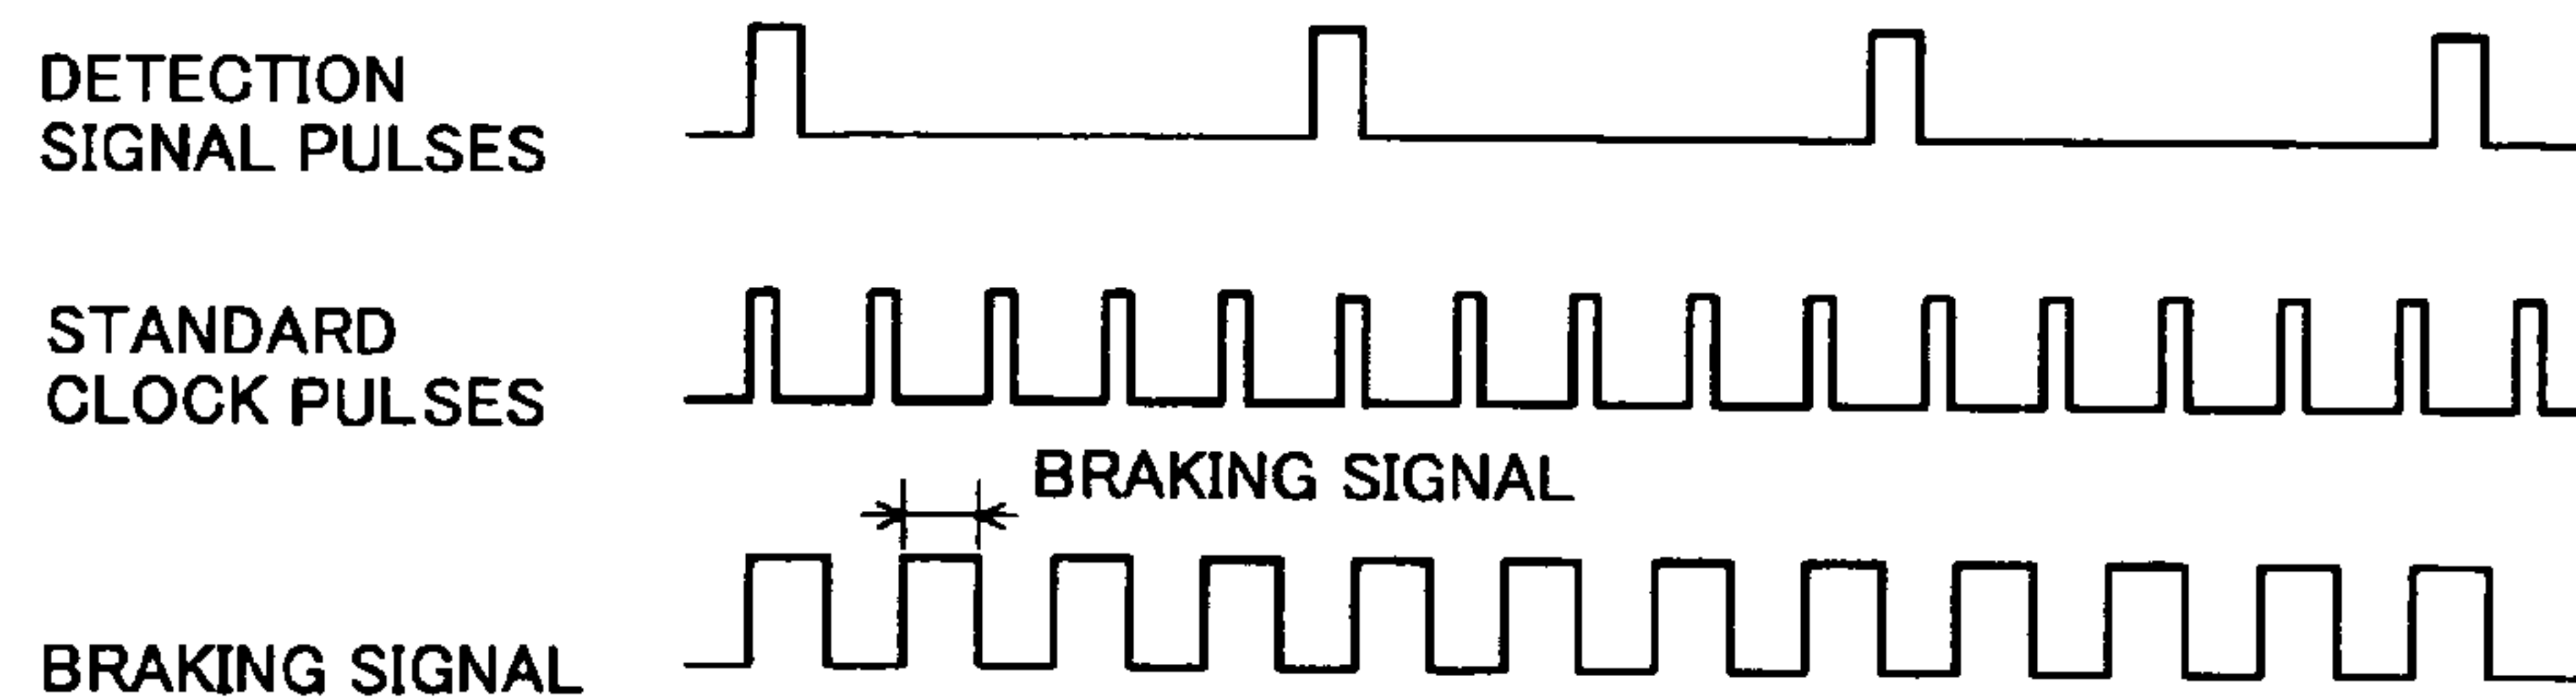 DETECTION
SIGNAL PULSES
STANDARD
CLOCK PULSES
BRAKING SIGNAL
BRAKING SIGNAL